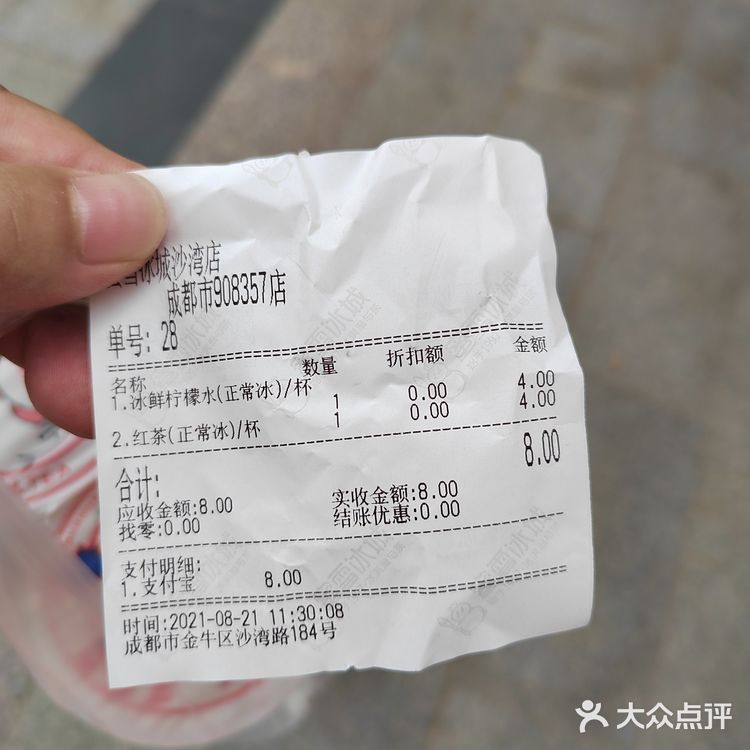 雪冰城沙湾店
成都市908357店
单号: 28
名称 数量 折扣额 金额
1.冰鲜柠檬水(正常冰)/杯 1 0.00 4.00
2.红茶(正常冰)/杯 1 0.00 4.00
合计: 8.00
应收金额:8.00 实收金额:8.00
找零:0.00 结账优惠:0.00
支付明细:
1.支付宝 8.00
时间:2021-08-21 11:30:08
成都市金牛区沙湾路184号
大众点评